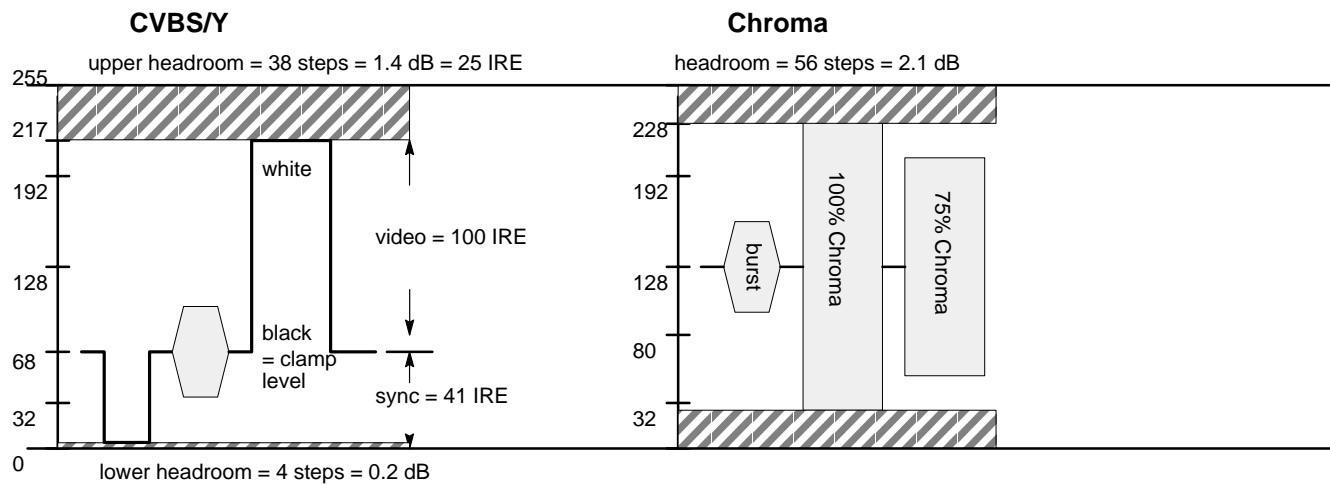 CVBS/Y
upper headroom = 38 steps = 1.4 dB = 25 IRE
255
217
192
128
68
32
0
white
video = 100 IRE
black
= clamp
level
sync = 41 IRE
lower headroom = 4 steps = 0.2 dB
Chroma
headroom = 56 steps = 2.1 dB
228
192
128
80
32
burst
100% Chroma
75% Chroma